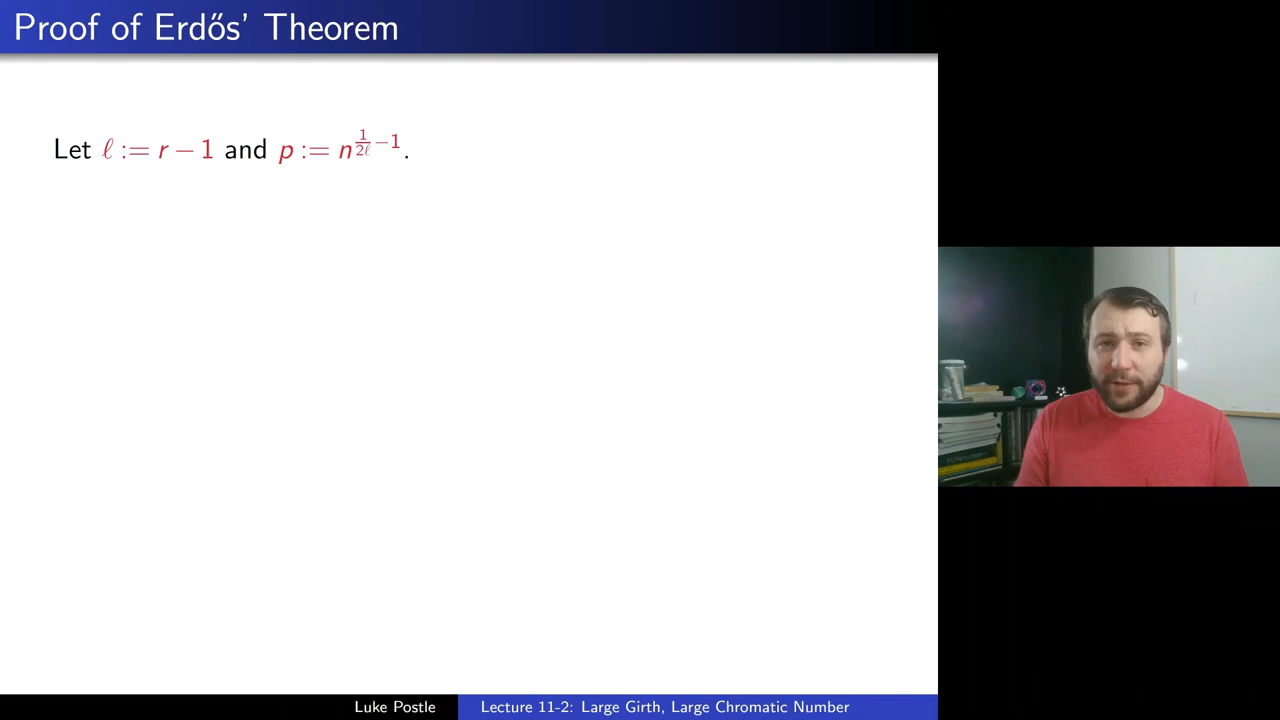 Proof of Erdős' Theorem
Let ℓ := r − 1 and p := n^{\frac{1}{2ℓ}−1}.
Luke Postle
Lecture 11-2: Large Girth, Large Chromatic Number